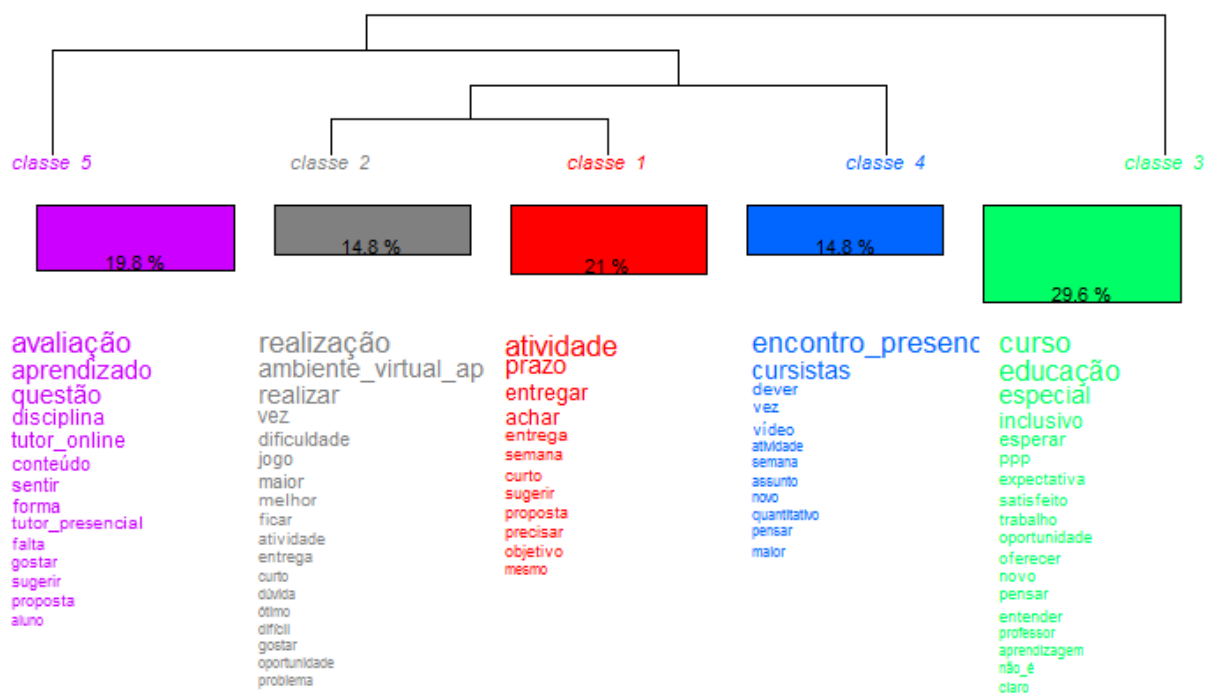 classe 5
classe 2
classe 1
classe 4
classe 3
19.8 %
14.8 %
21 %
14.8 %
29.6 %
avaliação
aprendizado
questão
disciplina
tutor_online
conteúdo
sentir
forma
tutor_presencial
falta
gostar
sugerir
proposta
aluno
realização
ambiente_virtual_ap
realizar
vez
dificuldade
jogo
maior
melhor
ficar
atividade
entrega
curto
dúvida
ótimo
difícil
gostar
oportunidade
problema
atividade
prazo
entregar
achar
entrega
semana
curto
sugerir
proposta
precisar
objetivo
mesmo
encontro_presenc
cursistas
dever
vez
vídeo
atividade
semana
assunto
novo
quantitativo
pensar
maior
curso
educação
especial
inclusivo
esperar
ppp
expectativa
satisfeito
trabalho
oportunidade
oferecer
novo
pensar
entender
professor
aprendizagem
não_é
claro